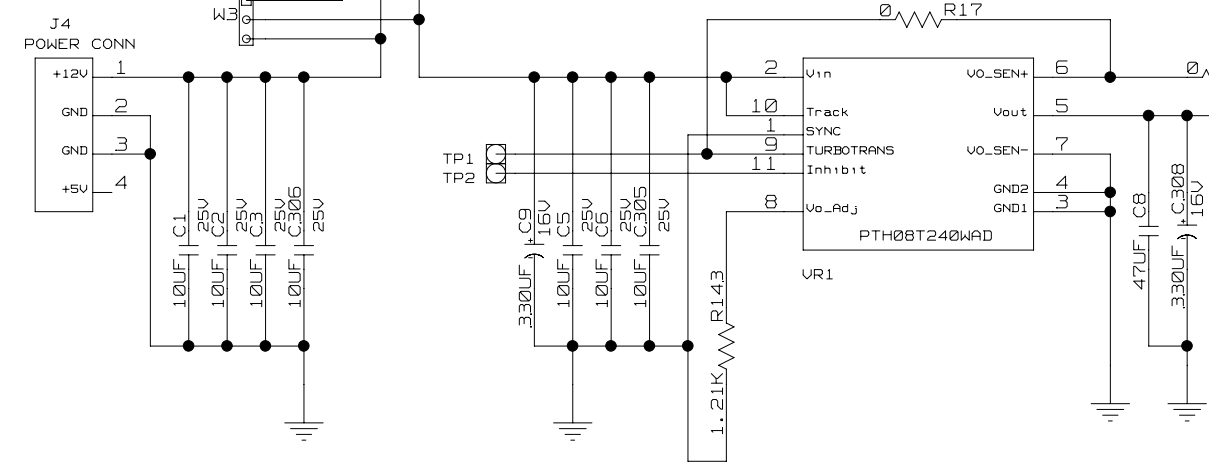 W3
J4
POWER CONN
+12V 1
GND 2
GND 3
+5V 4
C1 25V
10UF
C2 25V
10UF
C3 25V
10UF
C306 25V
10UF
TP1
TP2
+ C9 16V
330UF
C5 25V
10UF
C6 25V
10UF
C305 25V
10UF
0 R17
2 Vin
10 Track
1 SYNC
9 TURBOTRANS
11 Inhibit
8 Vo_Adj
VO_SEN+ 6
Vout 5
VO_SEN- 7
GND2 4
GND1 3
PTH08T240WAD
VR1
R143
1.21K
0
C8
47UF
+ C308 16V
330UF